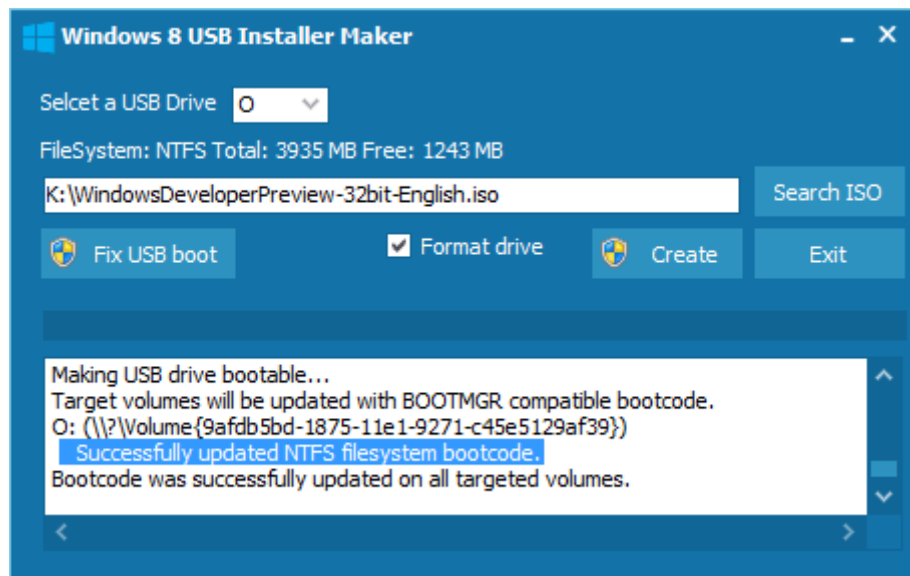 Windows 8 USB Installer Maker
Selcet a USB Drive O
FileSystem: NTFS Total: 3935 MB Free: 1243 MB
K:\WindowsDeveloperPreview-32bit-English.iso Search ISO
Fix USB boot Format drive Create Exit
Making USB drive bootable...
Target volumes will be updated with BOOTMGR compatible bootcode.
O: (\\?\Volume{9afdb5bd-1875-11e1-9271-c45e5129af39})
Successfully updated NTFS filesystem bootcode.
Bootcode was successfully updated on all targeted volumes.